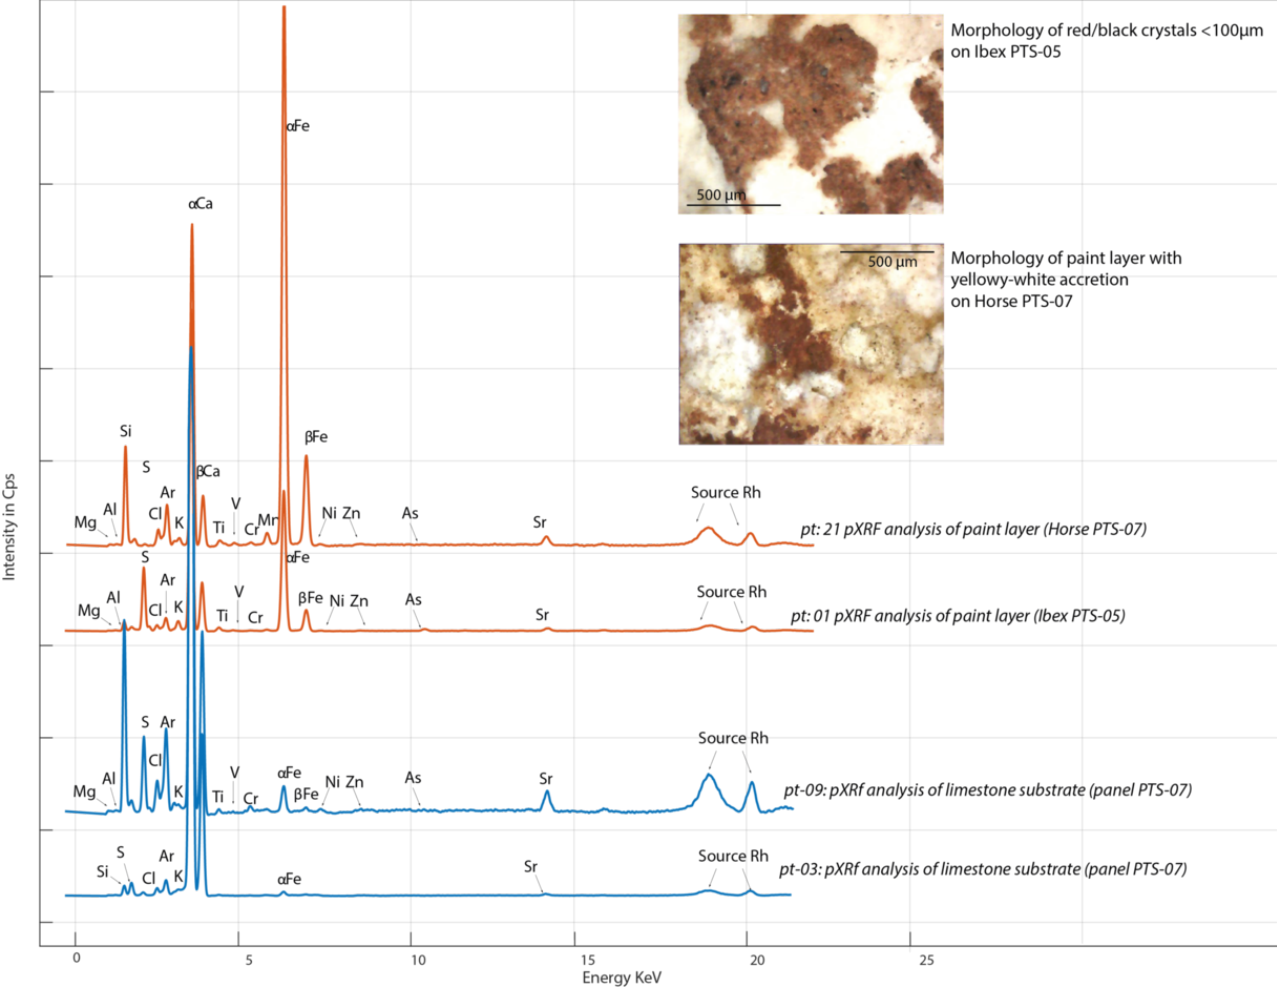 Morphology of red/black crystals <100µm
on Ibex PTS-05
500 µm
Morphology of paint layer with
yellowy-white accretion
on Horse PTS-07
500 µm
αFe
αCa
Si
S
βCa
βFe
Mg
Al
Cl
Ar
K
Ti
V
Cr
Mn
Ni Zn
As
Sr
Source Rh
pt: 21 pXRF analysis of paint layer (Horse PTS-07)
S
αFe
Mg
Al
Cl
Ar
K
Ti
V
Cr
βFe
Ni Zn
As
Sr
Source Rh
pt: 01 pXRF analysis of paint layer (Ibex PTS-05)
Mg
Al
S
Cl
Ar
K
Ti
V
Cr
αFe
βFe
Ni Zn
As
Sr
Source Rh
pt-09: pXRf analysis of limestone substrate (panel PTS-07)
Si
S
Cl
Ar
K
αFe
Sr
Source Rh
pt-03: pXRf analysis of limestone substrate (panel PTS-07)
Intensity in Cps
0 5 10 15 20 25
Energy KeV